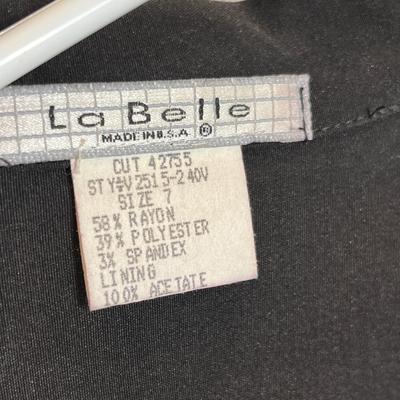 La Belle
MADE IN U.S.A ®
CUT 42755
STY#V2515-240V
SIZE 7
58% RAYON
39% POLYESTER
3% SPANDEX
LINING
100% ACETATE